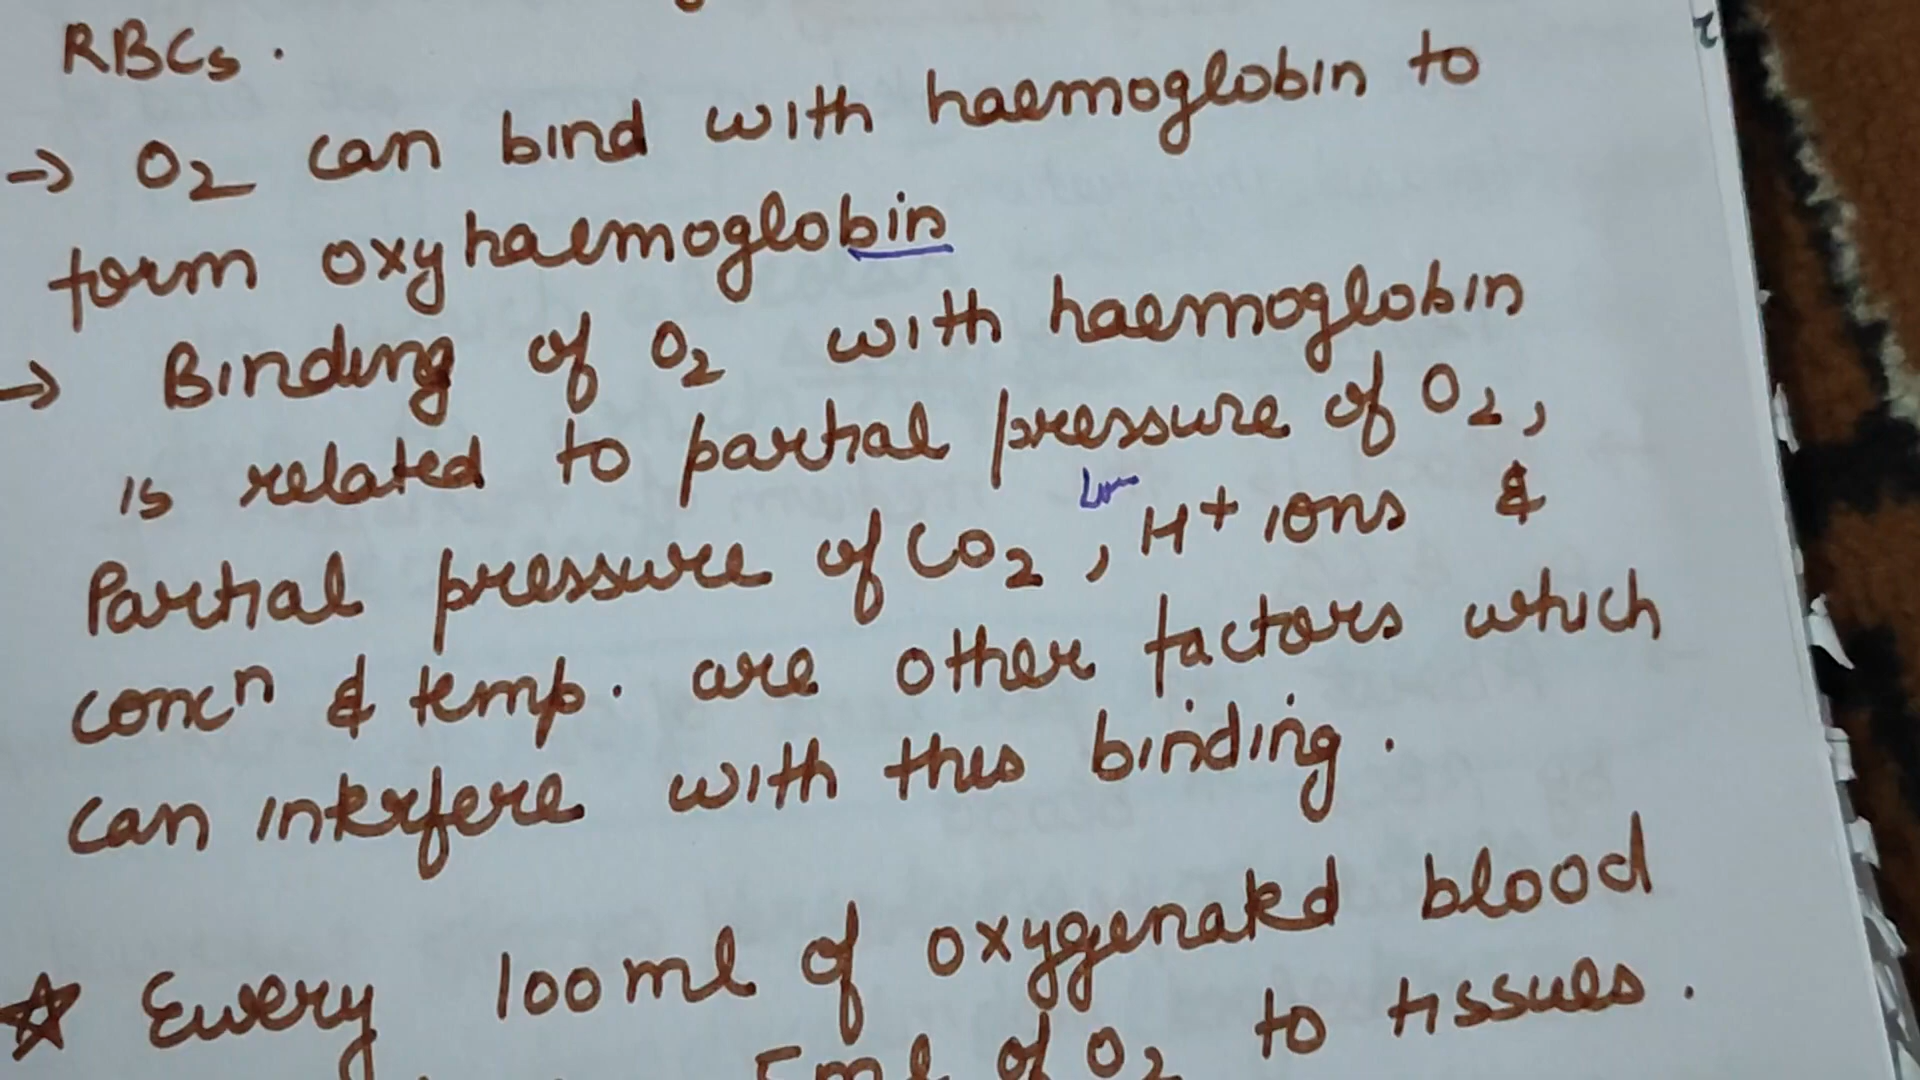 RBCs.
→ O2 can bind with haemoglobin to
form oxyhaemoglobin
→ Binding of O2 with haemoglobin
is related to partial pressure of O2,
Partial pressure of CO2, H+ ions &
concn & temp. are other factors which
can interfere with this binding.
☆ Every 100 ml of oxygenated blood
5ml of O2 to tissues.